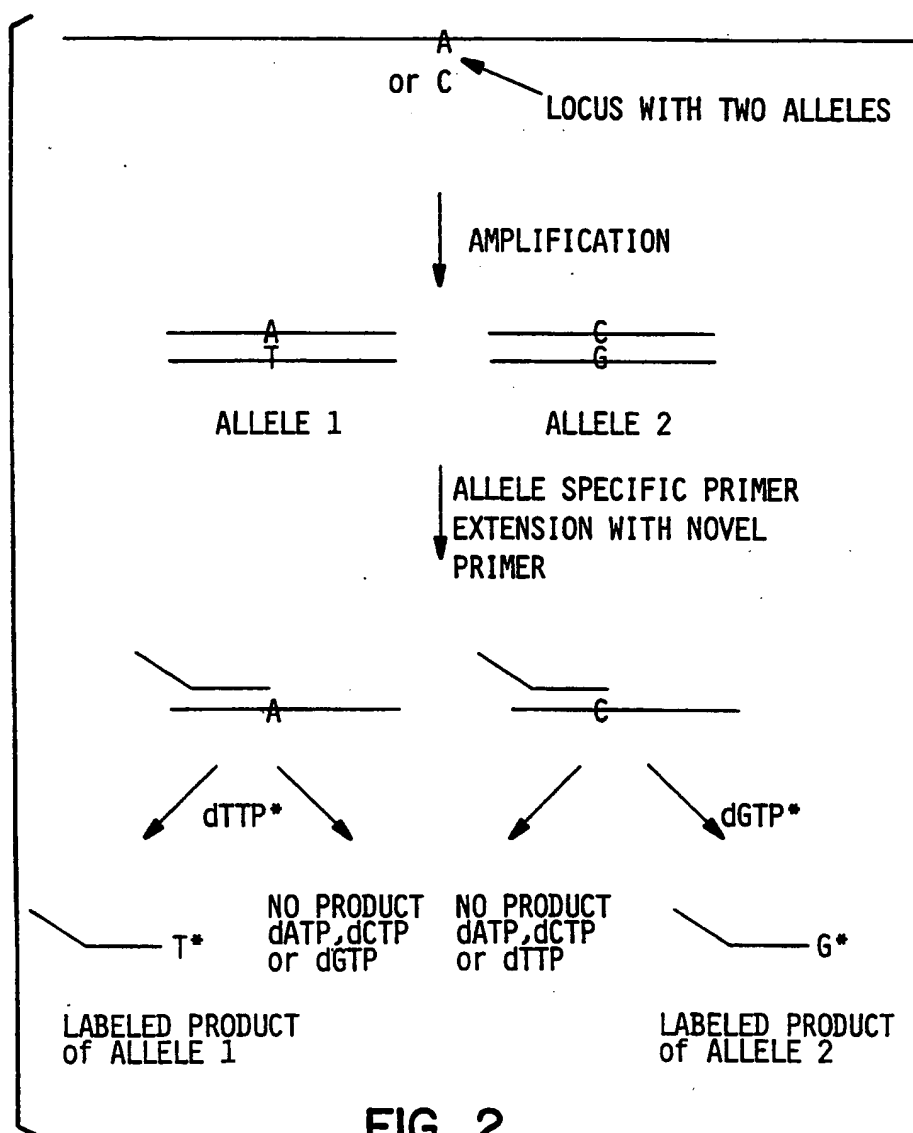 A
or C
LOCUS WITH TWO ALLELES
AMPLIFICATION
A
T
C
G
ALLELE 1
ALLELE 2
ALLELE SPECIFIC PRIMER
EXTENSION WITH NOVEL
PRIMER
A
C
dTTP*
dGTP*
T*
NO PRODUCT
dATP,dCTP
or dGTP
NO PRODUCT
dATP,dCTP
or dTTP
G*
LABELED PRODUCT
of ALLELE 1
LABELED PRODUCT
of ALLELE 2
FIG. 2